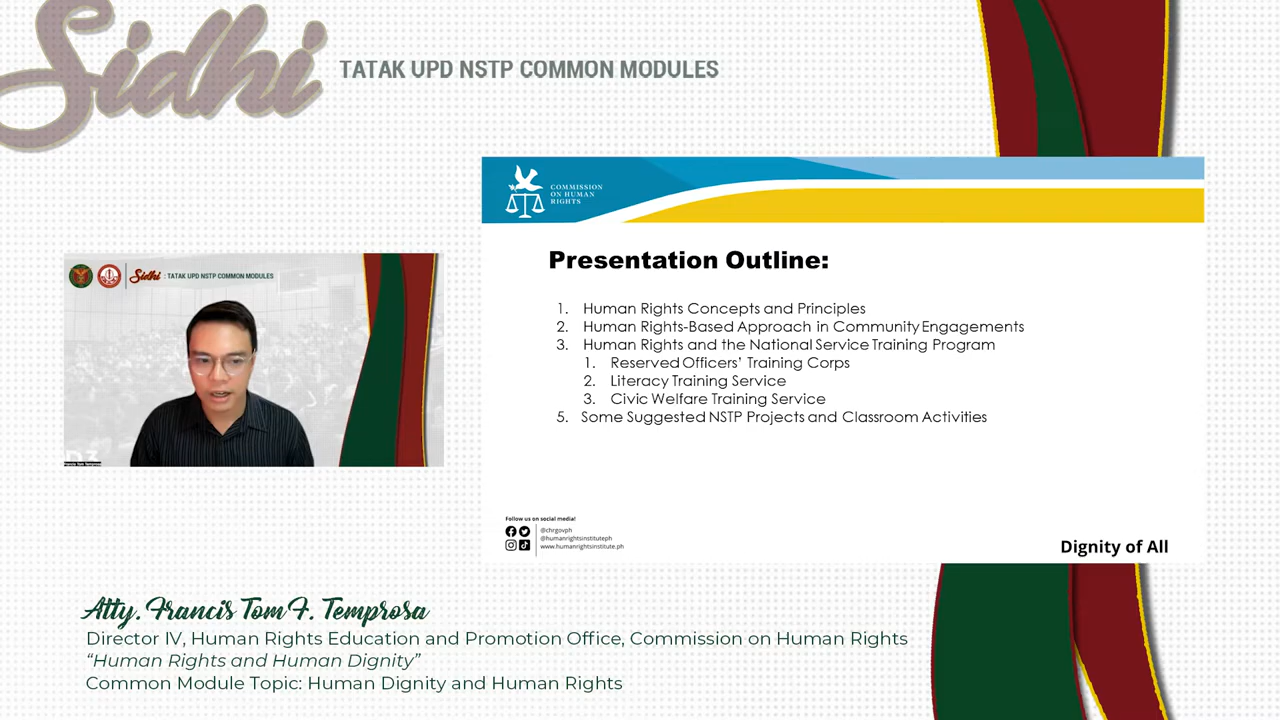 Sidhi
TATAK UPD NSTP COMMON MODULES
COMMISSION
ON HUMAN
RIGHTS
Presentation Outline:
1. Human Rights Concepts and Principles
2. Human Rights-Based Approach in Community Engagements
3. Human Rights and the National Service Training Program
1. Reserved Officers’ Training Corps
2. Literacy Training Service
3. Civic Welfare Training Service
5. Some Suggested NSTP Projects and Classroom Activities
Sidhi : TATAK UPD NSTP COMMON MODULES
Francis Tom Temprosa
Follow us on social media!
@chrgovph
@humanrightsinstituteph
www.humanrightsinstitute.ph
Dignity of All
Atty. Francis Tom F. Temprosa
Director IV, Human Rights Education and Promotion Office, Commission on Human Rights
“Human Rights and Human Dignity”
Common Module Topic: Human Dignity and Human Rights